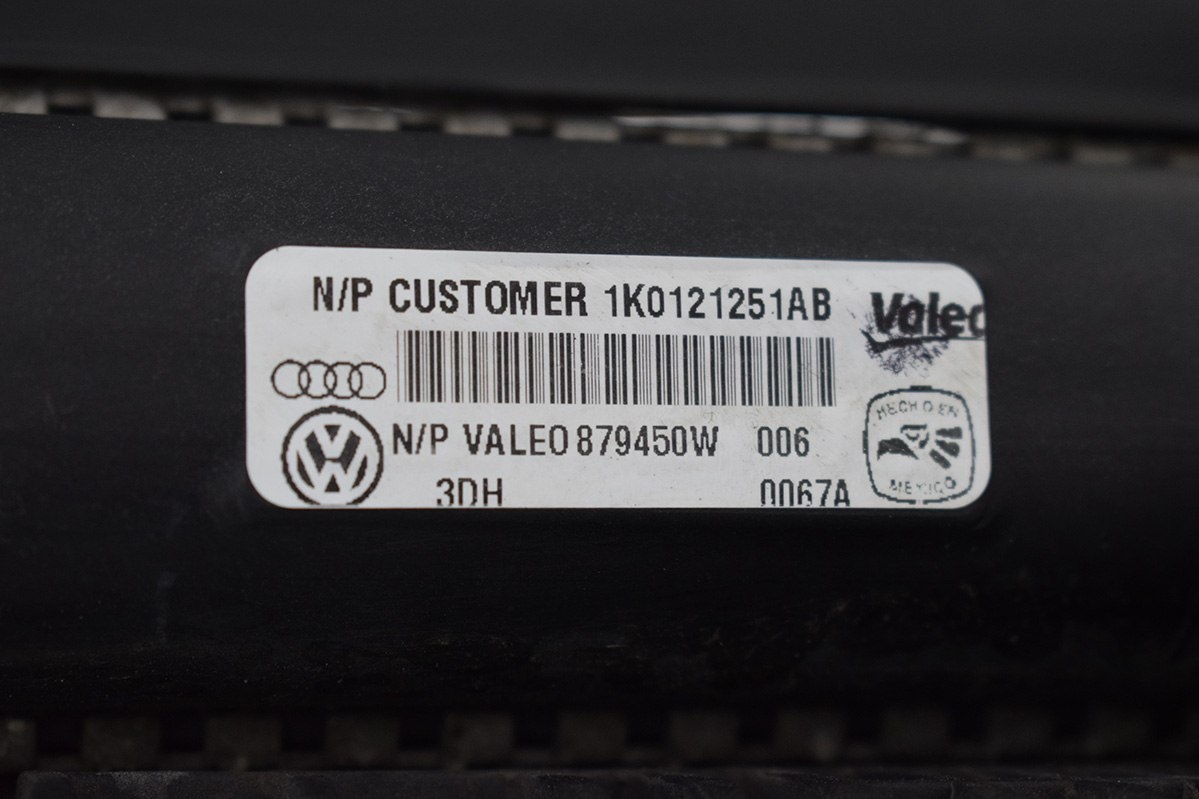 N/P CUSTOMER 1K0121251AB
Valeo
N/P VALEO 879450W 006
HECHO EN
MEXICO
3DH 0067A